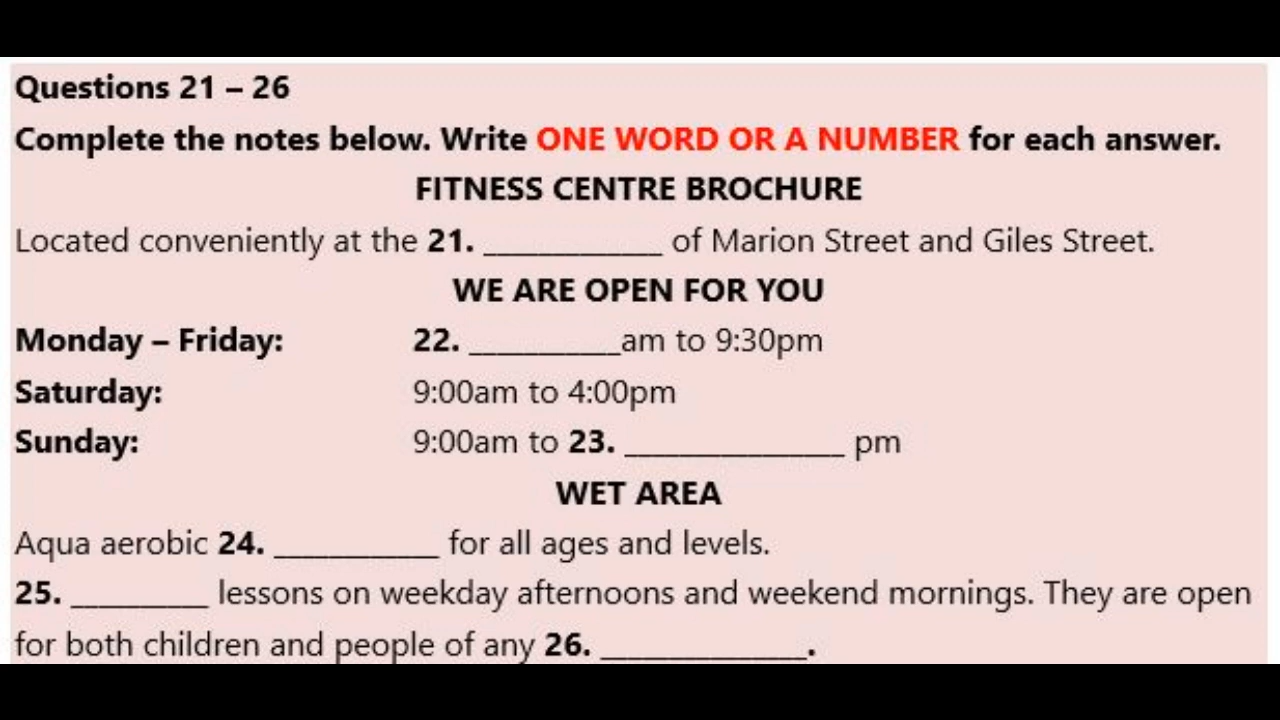 Questions 21 – 26
Complete the notes below. Write ONE WORD OR A NUMBER for each answer.
FITNESS CENTRE BROCHURE
Located conveniently at the 21. ____________ of Marion Street and Giles Street.
WE ARE OPEN FOR YOU
Monday – Friday: 22. __________am to 9:30pm
Saturday: 9:00am to 4:00pm
Sunday: 9:00am to 23. ______________ pm
WET AREA
Aqua aerobic 24. ___________ for all ages and levels.
25. _________ lessons on weekday afternoons and weekend mornings. They are open
for both children and people of any 26. ______________.